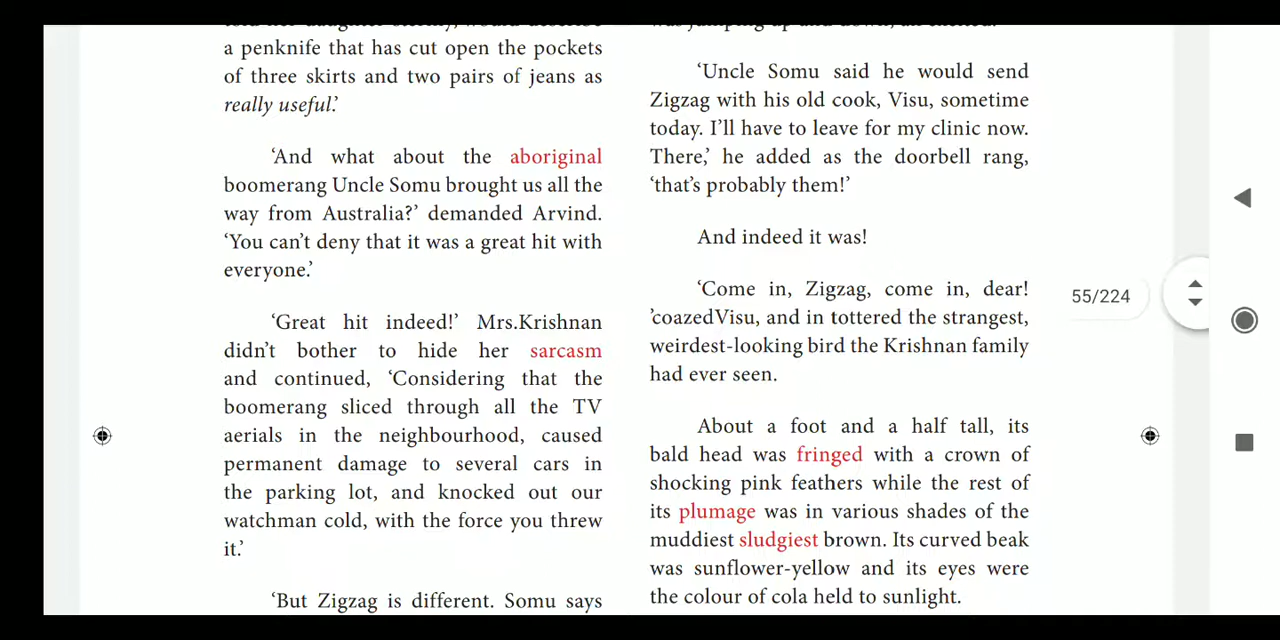 a penknife that has cut open the pockets
of three skirts and two pairs of jeans as
really useful.’
‘And what about the aboriginal
boomerang Uncle Somu brought us all the
way from Australia?’ demanded Arvind.
‘You can’t deny that it was a great hit with
everyone.’
‘Great hit indeed!’ Mrs.Krishnan
didn’t bother to hide her sarcasm
and continued, ‘Considering that the
boomerang sliced through all the TV
aerials in the neighbourhood, caused
permanent damage to several cars in
the parking lot, and knocked out our
watchman cold, with the force you threw
it.’
‘But Zigzag is different. Somu says
‘Uncle Somu said he would send
Zigzag with his old cook, Visu, sometime
today. I’ll have to leave for my clinic now.
There,’ he added as the doorbell rang,
‘that’s probably them!’
And indeed it was!
‘Come in, Zigzag, come in, dear!
’coazedVisu, and in tottered the strangest,
weirdest-looking bird the Krishnan family
had ever seen.
About a foot and a half tall, its
bald head was fringed with a crown of
shocking pink feathers while the rest of
its plumage was in various shades of the
muddiest sludgiest brown. Its curved beak
was sunflower-yellow and its eyes were
the colour of cola held to sunlight.
55/224